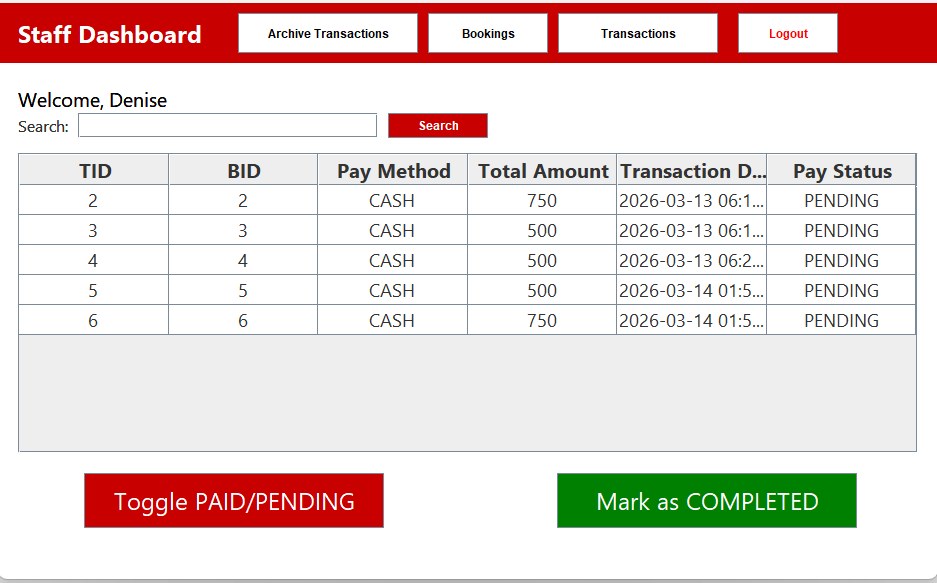 Staff Dashboard Archive Transactions Bookings Transactions Logout
Welcome, Denise
Search: Search
TID BID Pay Method Total Amount Transaction D... Pay Status
2 2 CASH 750 2026-03-13 06:1... PENDING
3 3 CASH 500 2026-03-13 06:1... PENDING
4 4 CASH 500 2026-03-13 06:2... PENDING
5 5 CASH 500 2026-03-14 01:5... PENDING
6 6 CASH 750 2026-03-14 01:5... PENDING
Toggle PAID/PENDING Mark as COMPLETED